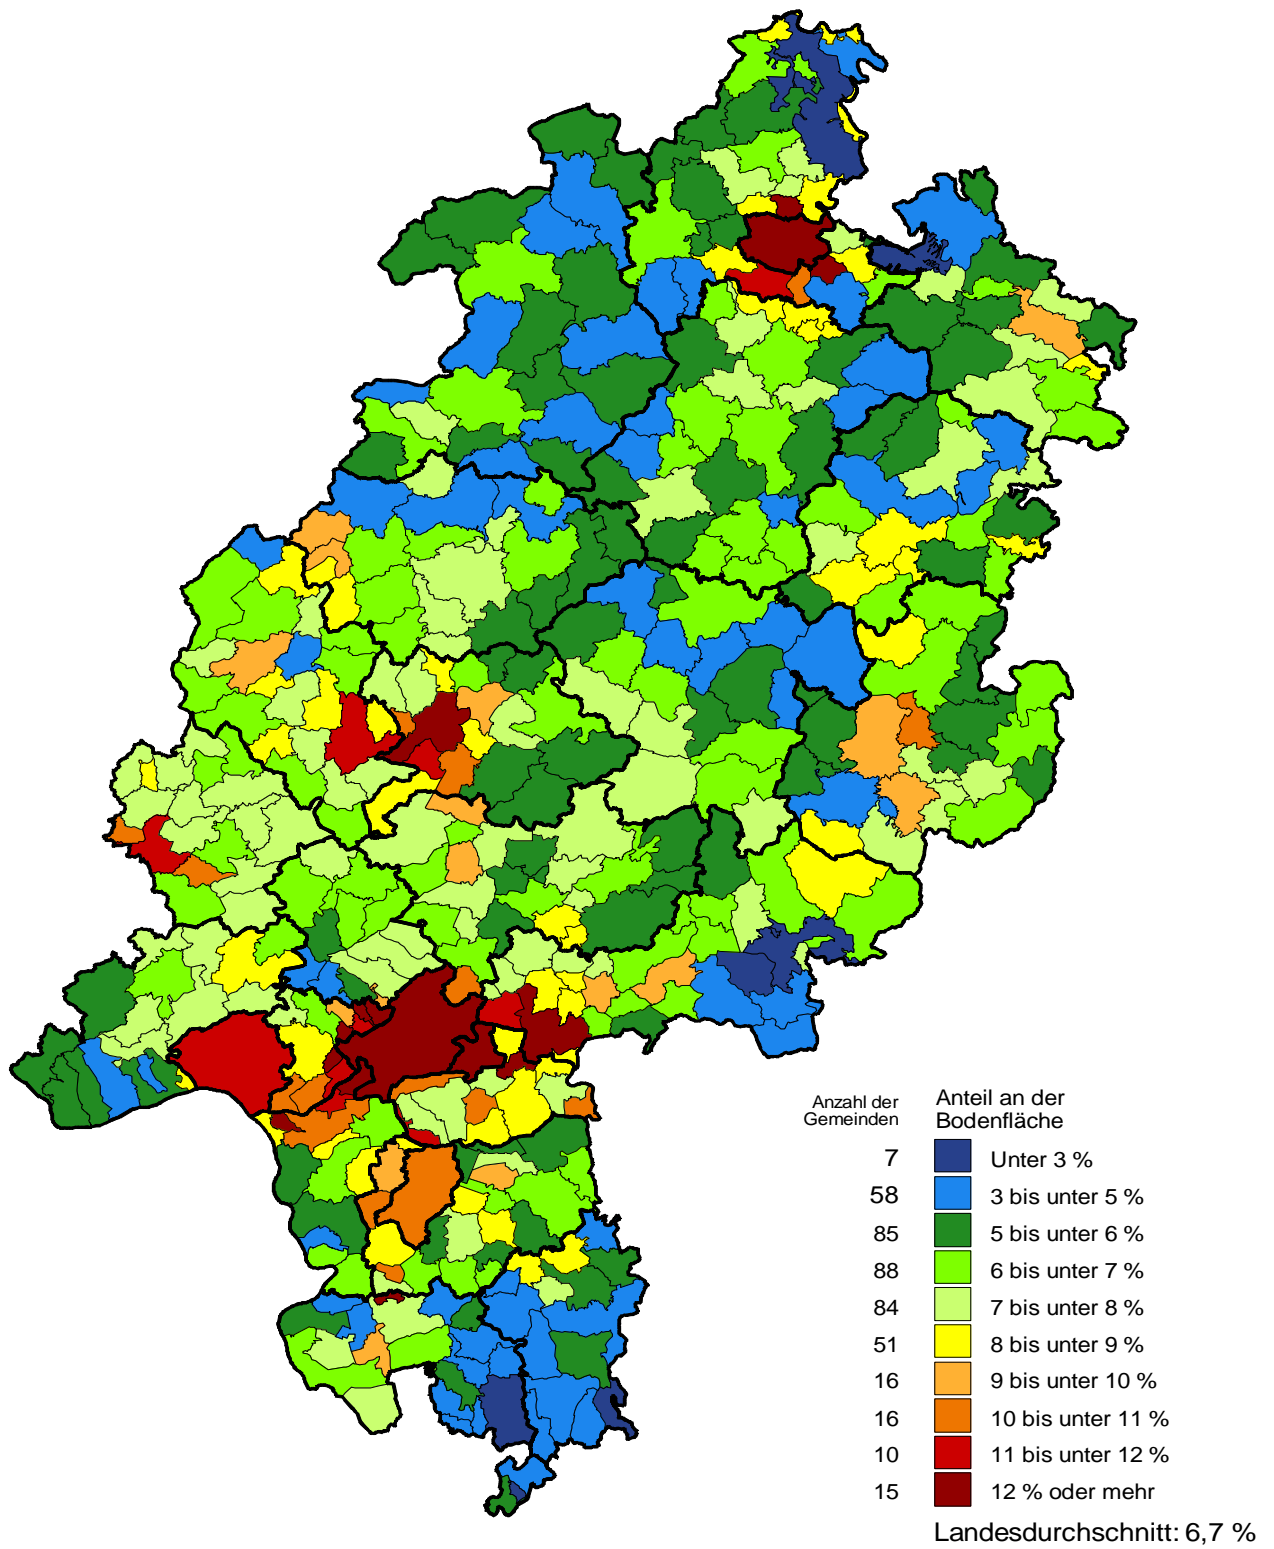 Anzahl der Gemeinden
Anteil an der Bodenfläche
7 Unter 3 %
58 3 bis unter 5 %
85 5 bis unter 6 %
88 6 bis unter 7 %
84 7 bis unter 8 %
51 8 bis unter 9 %
16 9 bis unter 10 %
16 10 bis unter 11 %
10 11 bis unter 12 %
15 12 % oder mehr
Landesdurchschnitt: 6,7 %